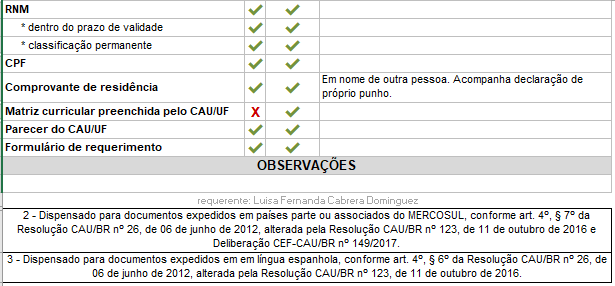 RNM
* dentro do prazo de validade
* classificação permanente
CPF
Comprovante de residência
Em nome de outra pessoa. Acompanha declaração de
próprio punho.
Matriz curricular preenchida pelo CAU/UF
X
Parecer do CAU/UF
Formulário de requerimento
OBSERVAÇÕES
requerente: Luisa Fernanda Cabrera Dominguez
2 - Dispensado para documentos expedidos em países parte ou associados do MERCOSUL, conforme art. 4º, § 7º da
Resolução CAU/BR nº 26, de 06 de junho de 2012, alterada pela Resolução CAU/BR nº 123, de 11 de outubro de 2016 e
Deliberação CEF-CAU/BR nº 149/2017.
3 - Dispensado para documentos expedidos em em língua espanhola, conforme art. 4º, § 6º da Resolução CAU/BR nº 26, de
06 de junho de 2012, alterada pela Resolução CAU/BR nº 123, de 11 de outubro de 2016.